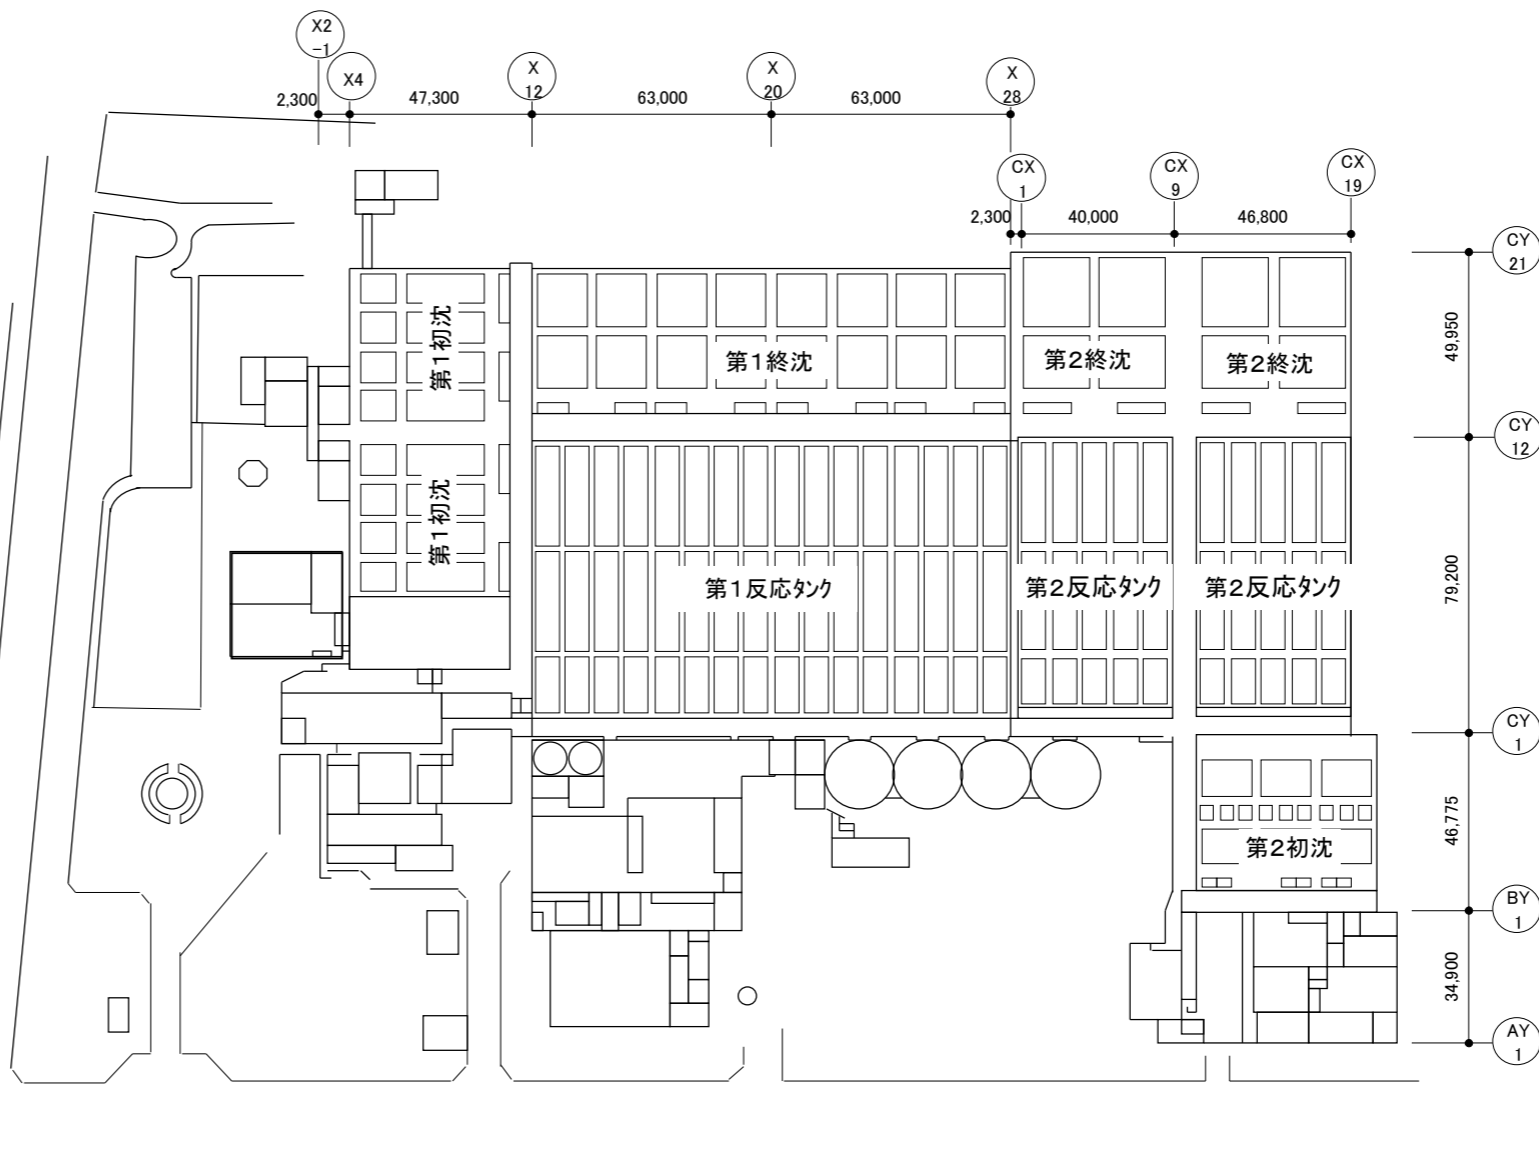 X2
-1
X4
X
12
X
20
X
28
2,300
47,300
63,000
63,000
CX
1
CX
9
CX
19
2,300
40,000
46,800
CY
21
49,950
CY
12
79,200
CY
1
46,775
BY
1
34,900
AY
1
第1初沈
第1初沈
第1終沈
第2終沈
第2終沈
第1反応タンク
第2反応タンク
第2反応タンク
第2初沈